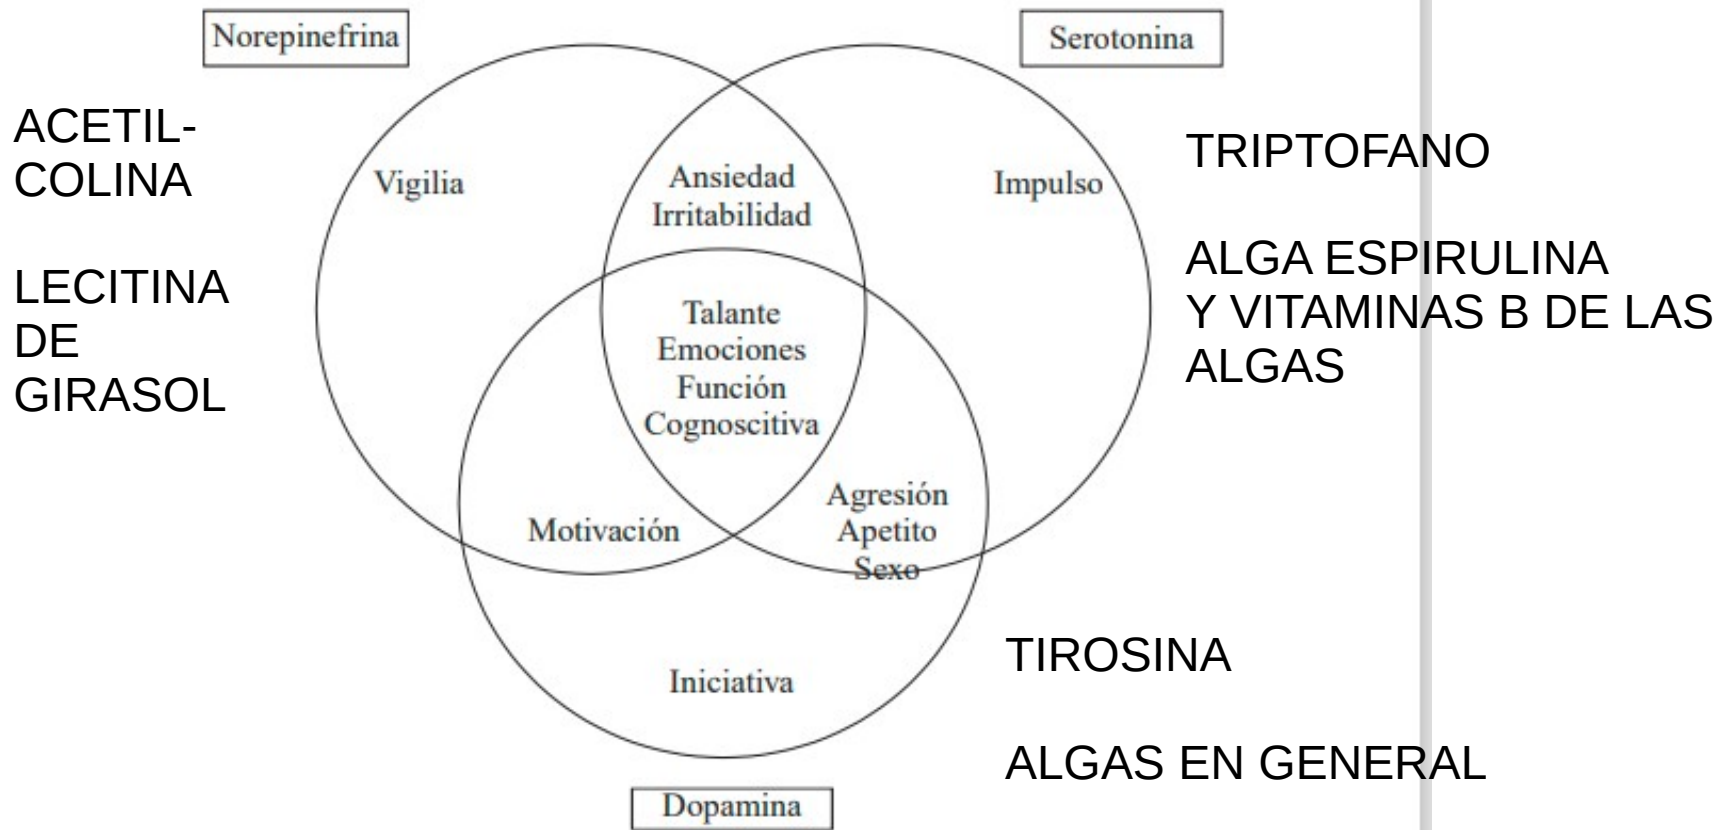 Norepinefrina
Serotonina
ACETIL-
COLINA
LECITINA
DE
GIRASOL
Vigilia
Ansiedad
Irritabilidad
Impulso
TRIPTOFANO
ALGA ESPIRULINA
Y VITAMINAS B DE LAS
ALGAS
Talante
Emociones
Función
Cognoscitiva
Motivación
Agresión
Apetito
Sexo
Iniciativa
TIROSINA
ALGAS EN GENERAL
Dopamina